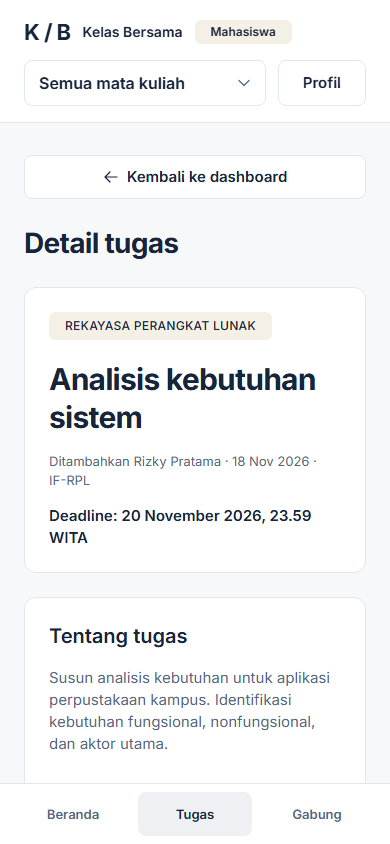 K / B Kelas Bersama Mahasiswa
Semua mata kuliah Profil
← Kembali ke dashboard
Detail tugas
REKAYASA PERANGKAT LUNAK
Analisis kebutuhan
sistem
Ditambahkan Rizky Pratama · 18 Nov 2026 ·
IF-RPL
Deadline: 20 November 2026, 23.59
WITA
Tentang tugas
Susun analisis kebutuhan untuk aplikasi
perpustakaan kampus. Identifikasi
kebutuhan fungsional, nonfungsional,
dan aktor utama.
Beranda Tugas Gabung